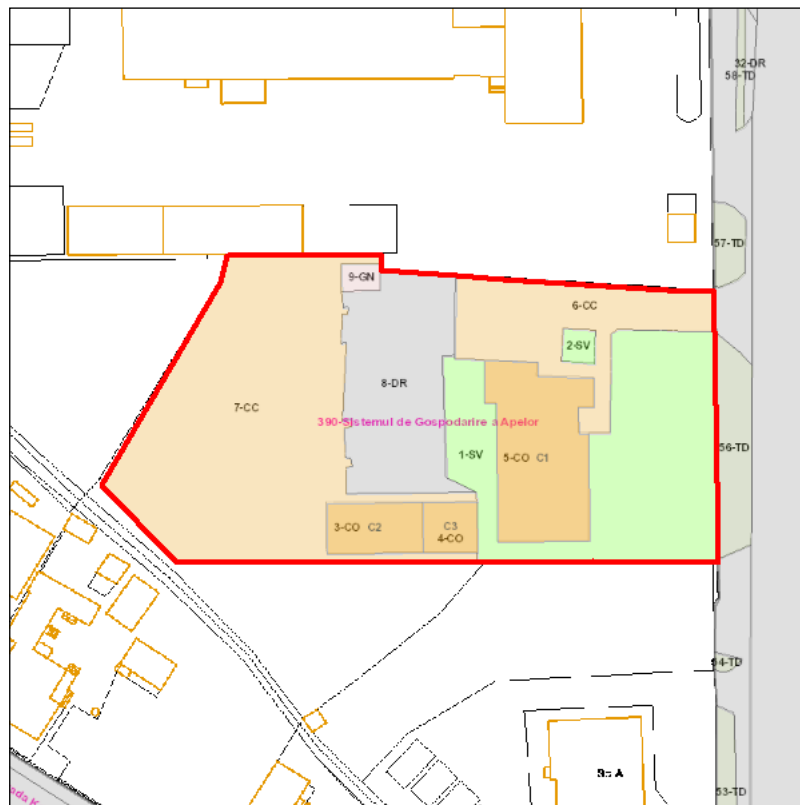 32-DR
58-TD
57-TD
9-GN
6-CC
2-SV
8-DR
7-CC
390-Sistemul de Gospodarire a Apelor
56-TD
1-SV
5-CO C1
3-CO C2
C3
4-CO
54-TD
Sc A
53-TD